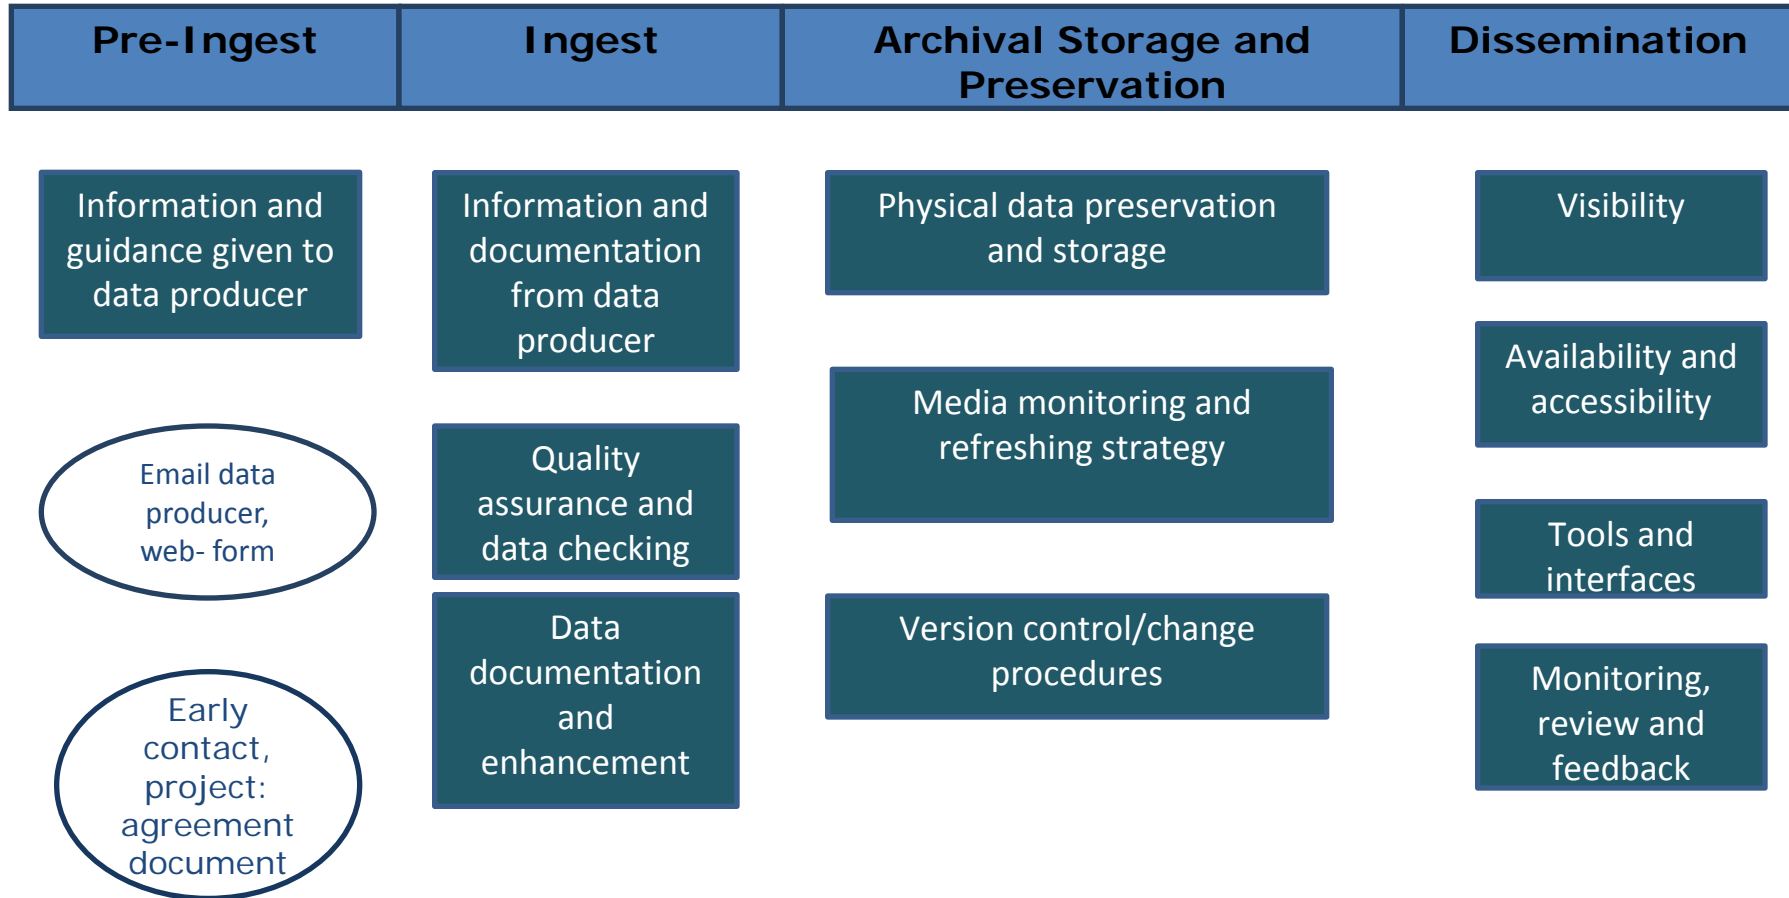 Pre-Ingest
Ingest
Archival Storage and
Preservation
Dissemination
Information and
guidance given to
data producer
Email data
producer,
web- form
Early
contact,
project:
agreement
document
Information and
documentation
from data
producer
Quality
assurance and
data checking
Data
documentation
and
enhancement
Physical data preservation
and storage
Media monitoring and
refreshing strategy
Version control/change
procedures
Visibility
Availability and
accessibility
Tools and
interfaces
Monitoring,
review and
feedback